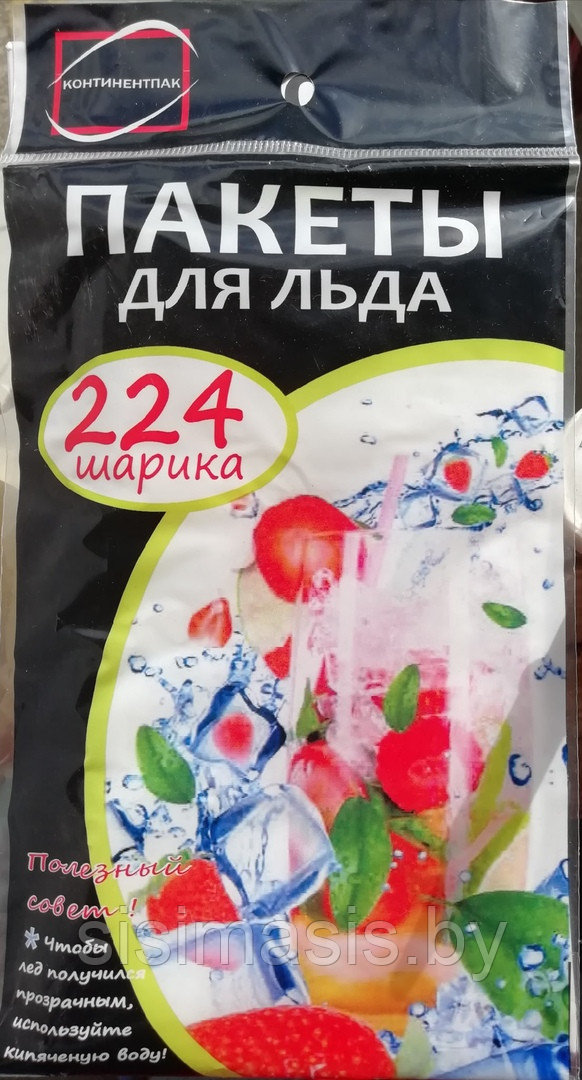 КОНТИНЕНТПАК
ПАКЕТЫ
ДЛЯ ЛЬДА
224
шарика
Полезный
совет!
* Чтобы
лед получился
прозрачным,
используйте
кипяченую воду!
sisimasis.by